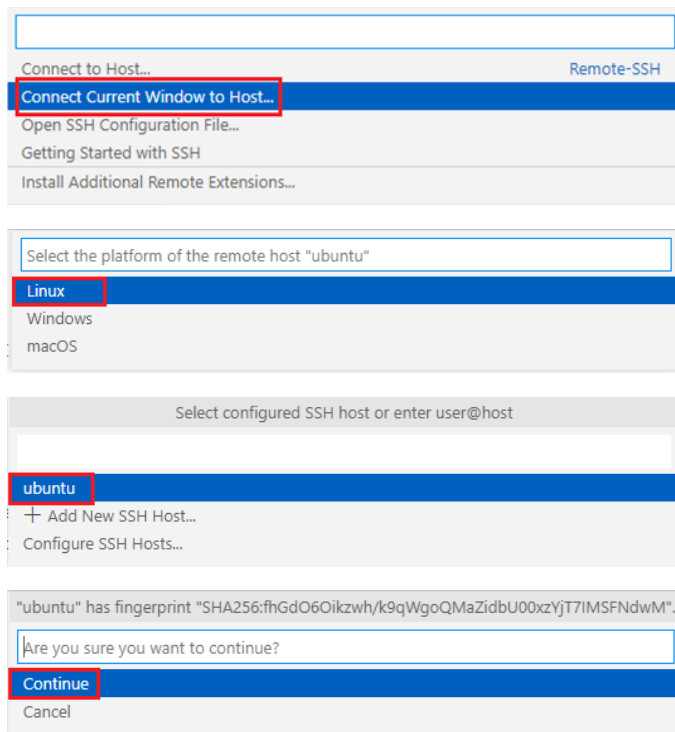 Connect to Host... Remote-SSH
Connect Current Window to Host...
Open SSH Configuration File...
Getting Started with SSH
Install Additional Remote Extensions...
Select the platform of the remote host "ubuntu"
Linux
Windows
macOS
Select configured SSH host or enter user@host
ubuntu
+ Add New SSH Host...
Configure SSH Hosts...
"ubuntu" has fingerprint "SHA256:fhGdO6Oikzwh/k9qWgoQMaZidbU00xzYjT7IMSFNdwM".
Are you sure you want to continue?
Continue
Cancel